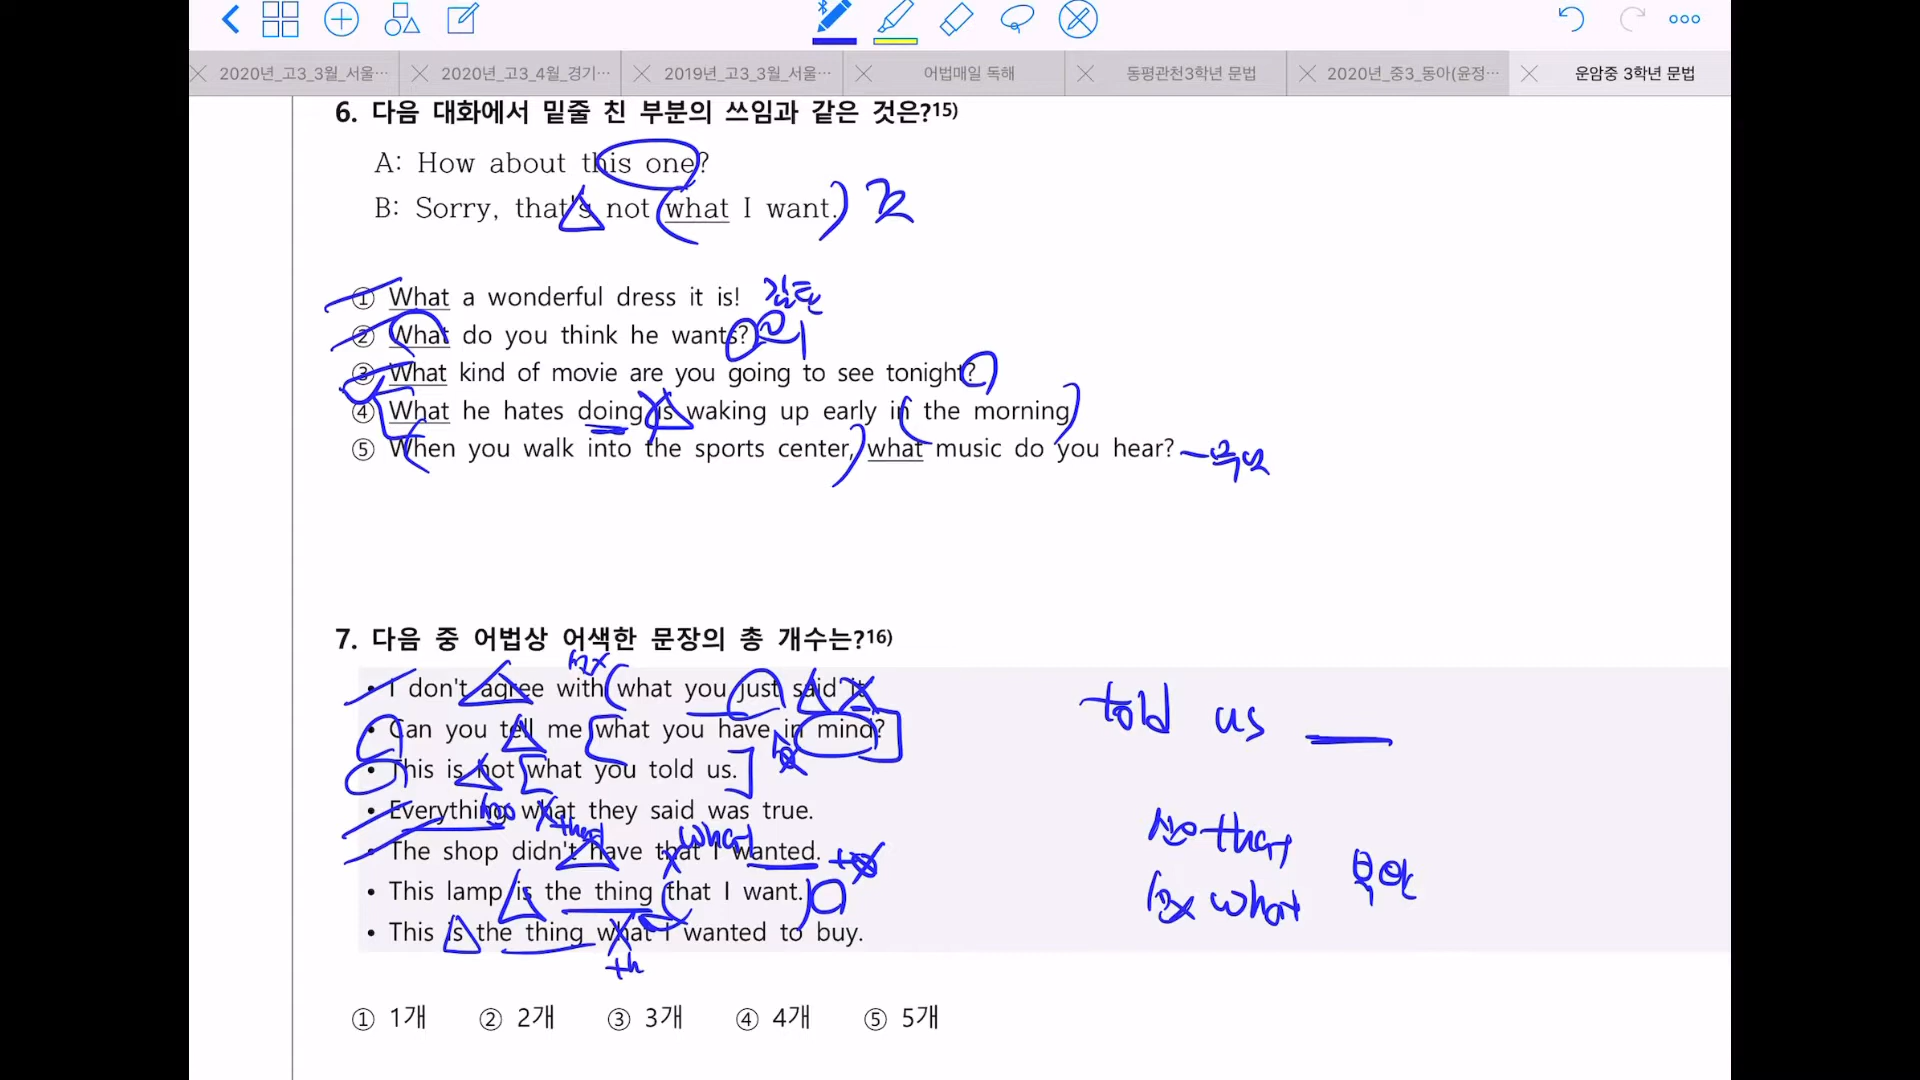 2020년_고3_3월_서울… 2020년_고3_4월_경기… 2019년_고3_3월_서울… 어법매일 독해 동평관천3학년 문법 2020년_중3_동아(윤정… 운암중 3학년 문법
6. 다음 대화에서 밑줄 친 부분의 쓰임과 같은 것은?15)
A: How about this one?
B: Sorry, that's not what I want.
① What a wonderful dress it is! 감탄
② What do you think he wants? 의
③ What kind of movie are you going to see tonight?
④ What he hates doing is waking up early in the morning
⑤ When you walk into the sports center, what music do you hear?
7. 다음 중 어법상 어색한 문장의 총 개수는?16)
• I don't agree with what you just said it.
• Can you tell me what you have in mind?
• This is not what you told us.
• Everything what they said was true.
that
what
• The shop didn't have that I wanted.
• This lamp is the thing that I want.
• This is the thing what I wanted to buy.
th
told us
that
what
① 1개 ② 2개 ③ 3개 ④ 4개 ⑤ 5개